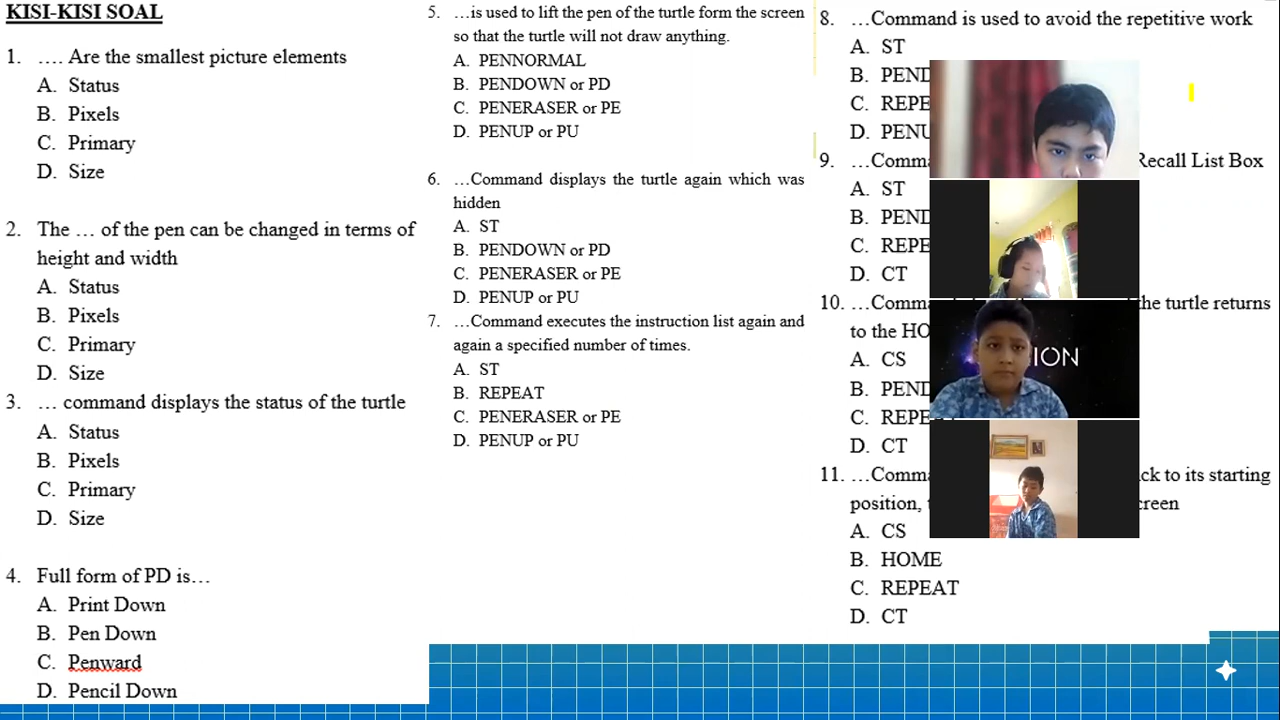 KISI-KISI SOAL
1. …. Are the smallest picture elements
A. Status
B. Pixels
C. Primary
D. Size
2. The … of the pen can be changed in terms of
height and width
A. Status
B. Pixels
C. Primary
D. Size
3. … command displays the status of the turtle
A. Status
B. Pixels
C. Primary
D. Size
4. Full form of PD is…
A. Print Down
B. Pen Down
C. Penward
D. Pencil Down
5. …is used to lift the pen of the turtle form the screen
so that the turtle will not draw anything.
A. PENNORMAL
B. PENDOWN or PD
C. PENERASER or PE
D. PENUP or PU
6. …Command displays the turtle again which was
hidden
A. ST
B. PENDOWN or PD
C. PENERASER or PE
D. PENUP or PU
7. …Command executes the instruction list again and
again a specified number of times.
A. ST
B. REPEAT
C. PENERASER or PE
D. PENUP or PU
8. …Command is used to avoid the repetitive work
A. ST
B. PEND
C. REPE
D. PENU
9. …Comma Recall List Box
A. ST
B. PEND
C. REPE
D. CT
10. …Comma the turtle returns
to the HO ION
A. CS
B. PEND
C. REPE
D. CT
11. …Comma ck to its starting
position, creen
A. CS
B. HOME
C. REPEAT
D. CT